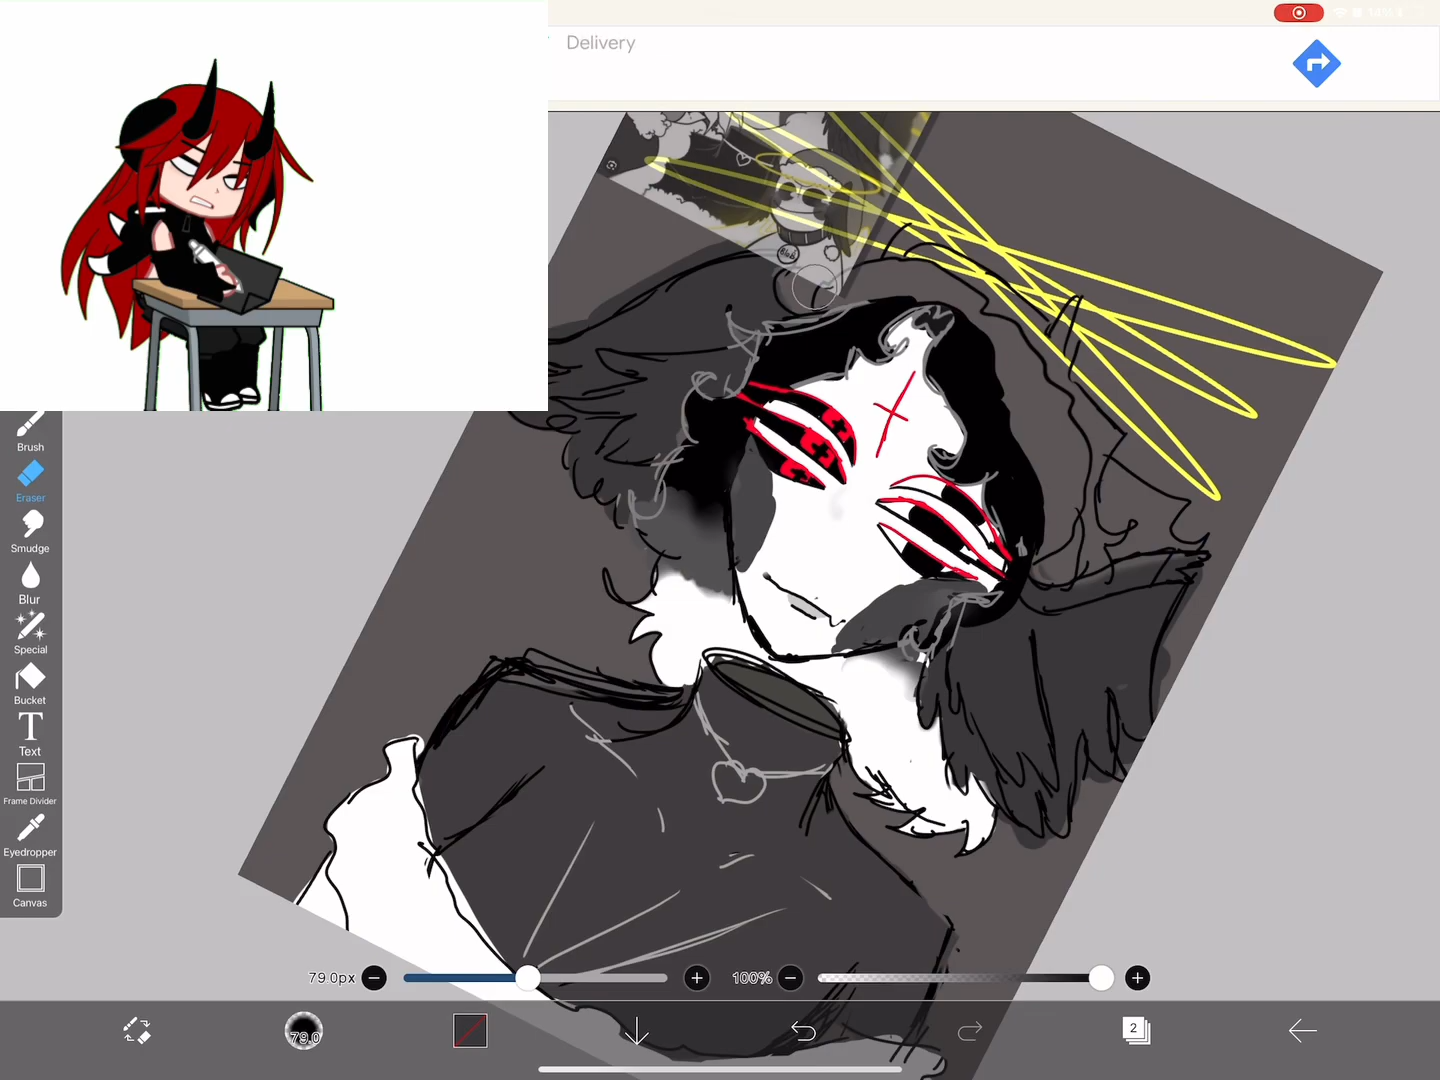 Delivery
Brush
Eraser
Smudge
Blur
Special
Bucket
T
Text
Frame Divider
Eyedropper
Canvas
79.0px
100%
79.0
2